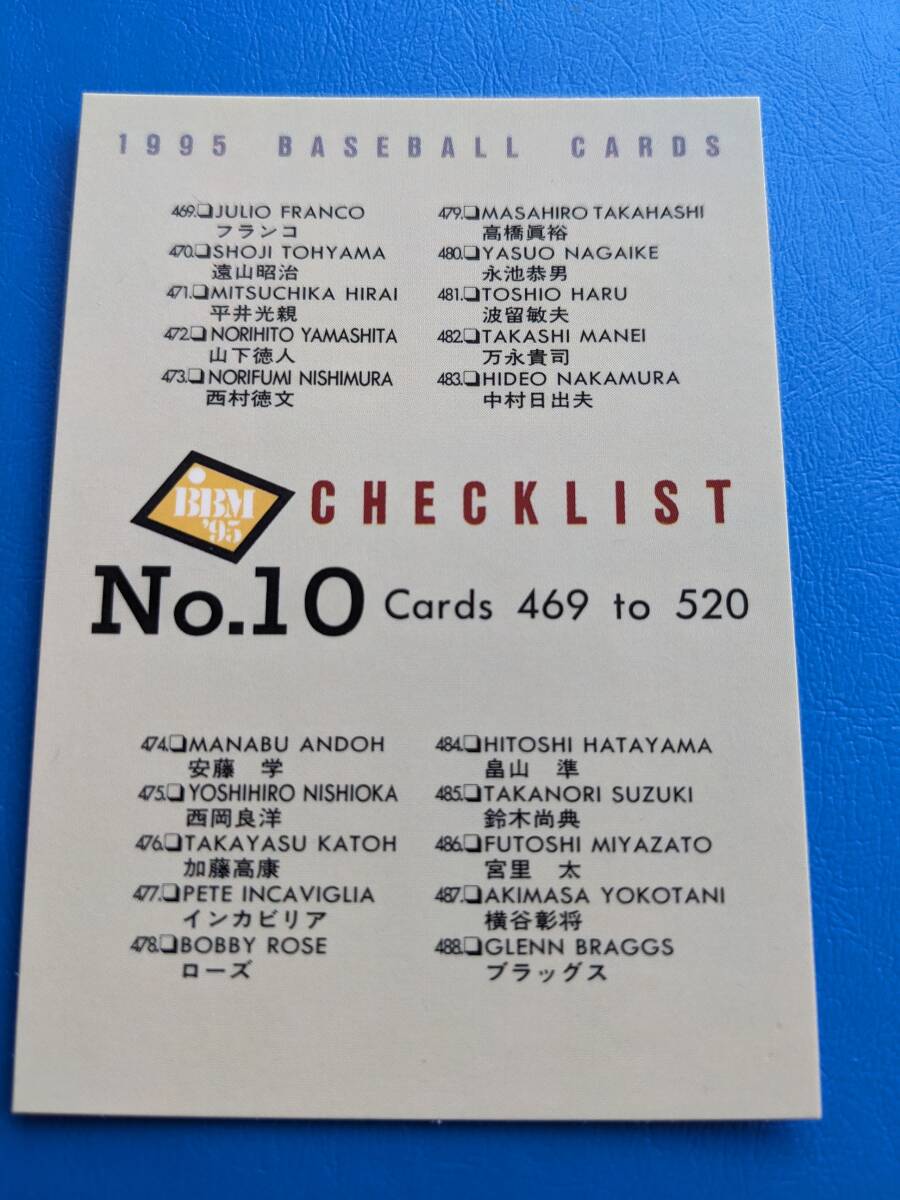 1995 BASEBALL CARDS
469.❑JULIO FRANCO
フランコ
470.❑SHOJI TOHYAMA
遠山昭治
471.❑MITSUCHIKA HIRAI
平井光親
472.❑NORIHITO YAMASHITA
山下徳人
473.❑NORIFUMI NISHIMURA
西村徳文
479.❑MASAHIRO TAKAHASHI
高橋眞裕
480.❑YASUO NAGAIKE
永池恭男
481.❑TOSHIO HARU
波留敏夫
482.❑TAKASHI MANEI
万永貴司
483.❑HIDEO NAKAMURA
中村日出夫
BBM
'95
CHECKLIST
No.10 Cards 469 to 520
474.❑MANABU ANDOH
安藤 学
475.❑YOSHIHIRO NISHIOKA
西岡良洋
476.❑TAKAYASU KATOH
加藤高康
477.❑PETE INCAVIGLIA
インカビリア
478.❑BOBBY ROSE
ローズ
484.❑HITOSHI HATAYAMA
畠山 準
485.❑TAKANORI SUZUKI
鈴木尚典
486.❑FUTOSHI MIYAZATO
宮里 太
487.❑AKIMASA YOKOTANI
横谷彰将
488.❑GLENN BRAGGS
ブラッグス